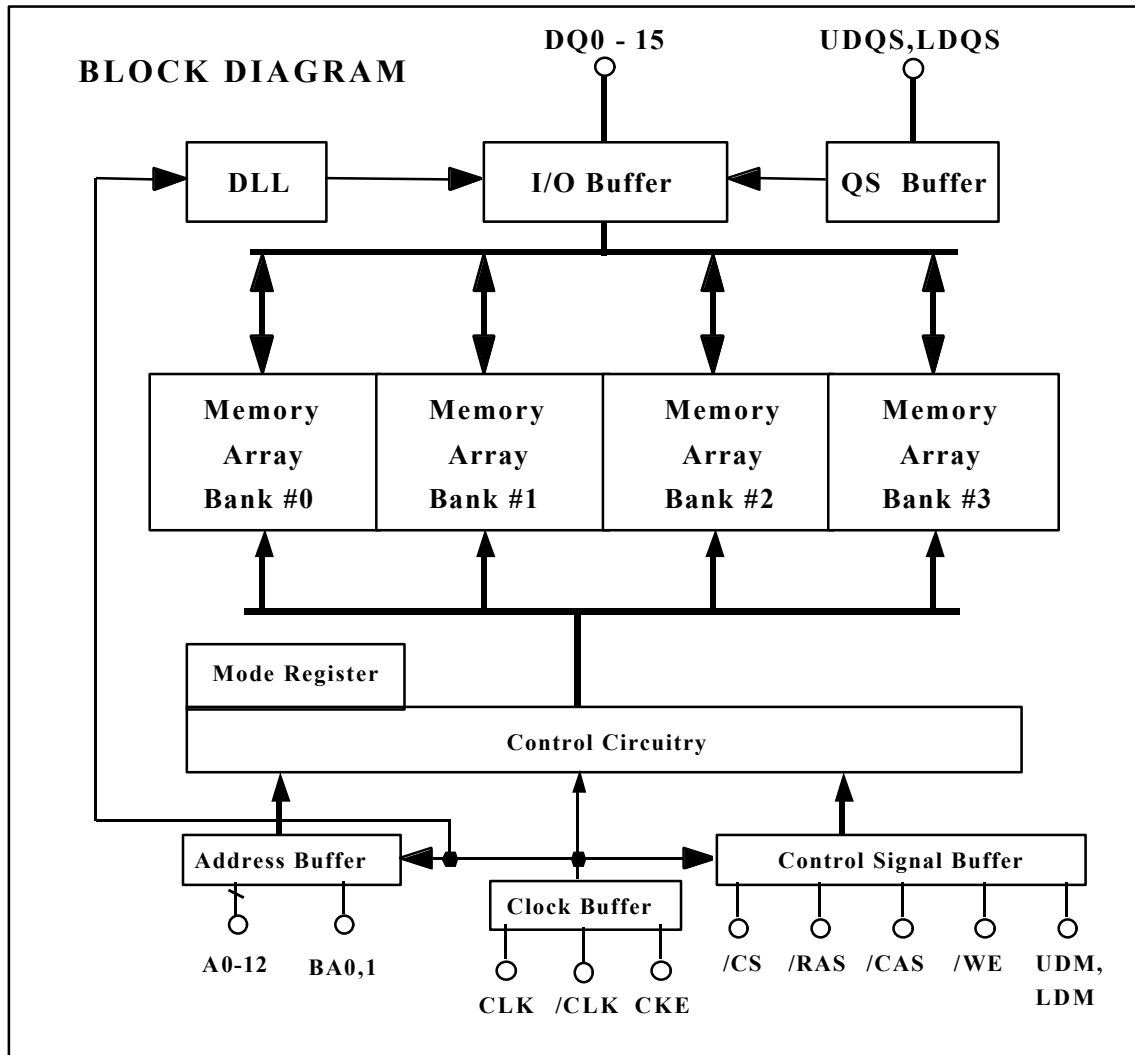 DQ0 - 15
UDQS,LDQS
BLOCK DIAGRAM
DLL
I/O Buffer
QS Buffer
Memory
Array
Bank #0
Memory
Array
Bank #1
Memory
Array
Bank #2
Memory
Array
Bank #3
Mode Register
Control Circuitry
Address Buffer
Control Signal Buffer
Clock Buffer
A0-12
BA0,1
CLK
/CLK
CKE
/CS
/RAS
/CAS
/WE
UDM,
LDM